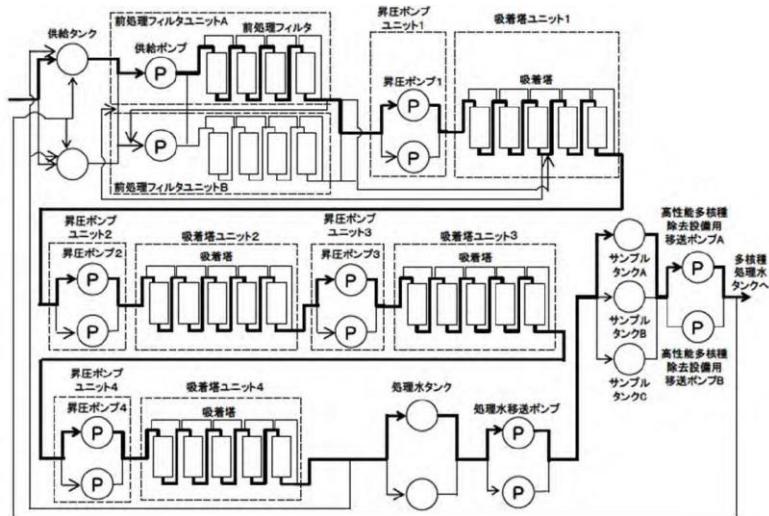 前処理フィルタユニットA
供給タンク
供給ポンプ
前処理フィルタ
P
P
前処理フィルタユニットB
昇圧ポンプ
ユニット1
昇圧ポンプ1
P
P
吸着塔ユニット1
吸着塔
昇圧ポンプ
ユニット2
昇圧ポンプ2
P
P
吸着塔ユニット2
吸着塔
昇圧ポンプ
ユニット3
昇圧ポンプ3
P
P
吸着塔ユニット3
吸着塔
サンプル
タンクA
サンプル
タンクB
サンプル
タンクC
高性能多核種
除去設備用
移送ポンプA
P
P
高性能多核種
除去設備用
移送ポンプB
多核種
処理水
タンクへ
昇圧ポンプ
ユニット4
昇圧ポンプ4
P
P
吸着塔ユニット4
吸着塔
処理水タンク
処理水移送ポンプ
P
P